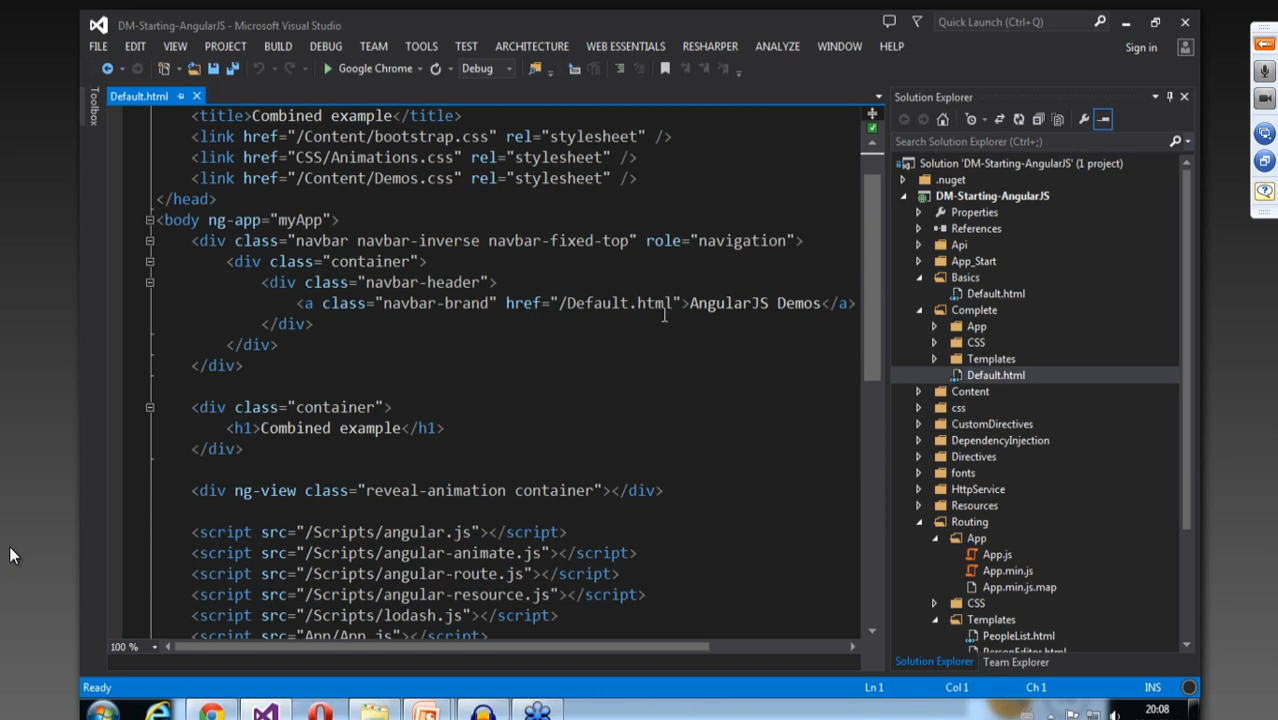 DM-Starting-AngularJS - Microsoft Visual Studio
Quick Launch (Ctrl+Q)
FILE EDIT VIEW PROJECT BUILD DEBUG TEAM TOOLS TEST ARCHITECTURE WEB ESSENTIALS RESHARPER ANALYZE WINDOW HELP
Sign in
Google Chrome
Debug
Toolbox
Default.html
<title>Combined example</title>
<link href="/Content/bootstrap.css" rel="stylesheet" />
<link href="CSS/Animations.css" rel="stylesheet" />
<link href="/Content/Demos.css" rel="stylesheet" />
</head>
<body ng-app="myApp">
<div class="navbar navbar-inverse navbar-fixed-top" role="navigation">
<div class="container">
<div class="navbar-header">
<a class="navbar-brand" href="/Default.html">AngularJS Demos</a>
</div>
</div>
</div>
<div class="container">
<h1>Combined example</h1>
</div>
<div ng-view class="reveal-animation container"></div>
<script src="/Scripts/angular.js"></script>
<script src="/Scripts/angular-animate.js"></script>
<script src="/Scripts/angular-route.js"></script>
<script src="/Scripts/angular-resource.js"></script>
<script src="/Scripts/lodash.js"></script>
<script src="App/App.js"></script>
100 %
Solution Explorer
Search Solution Explorer (Ctrl+;)
Solution 'DM-Starting-AngularJS' (1 project)
.nuget
DM-Starting-AngularJS
Properties
References
Api
App_Start
Basics
Default.html
Complete
App
CSS
Templates
Default.html
Content
css
CustomDirectives
DependencyInjection
Directives
fonts
HttpService
Resources
Routing
App
App.js
App.min.js
App.min.js.map
CSS
Templates
PeopleList.html
PersonEditor.html
Solution Explorer Team Explorer
Ready
Ln 1 Col 1 Ch 1 INS
20:08